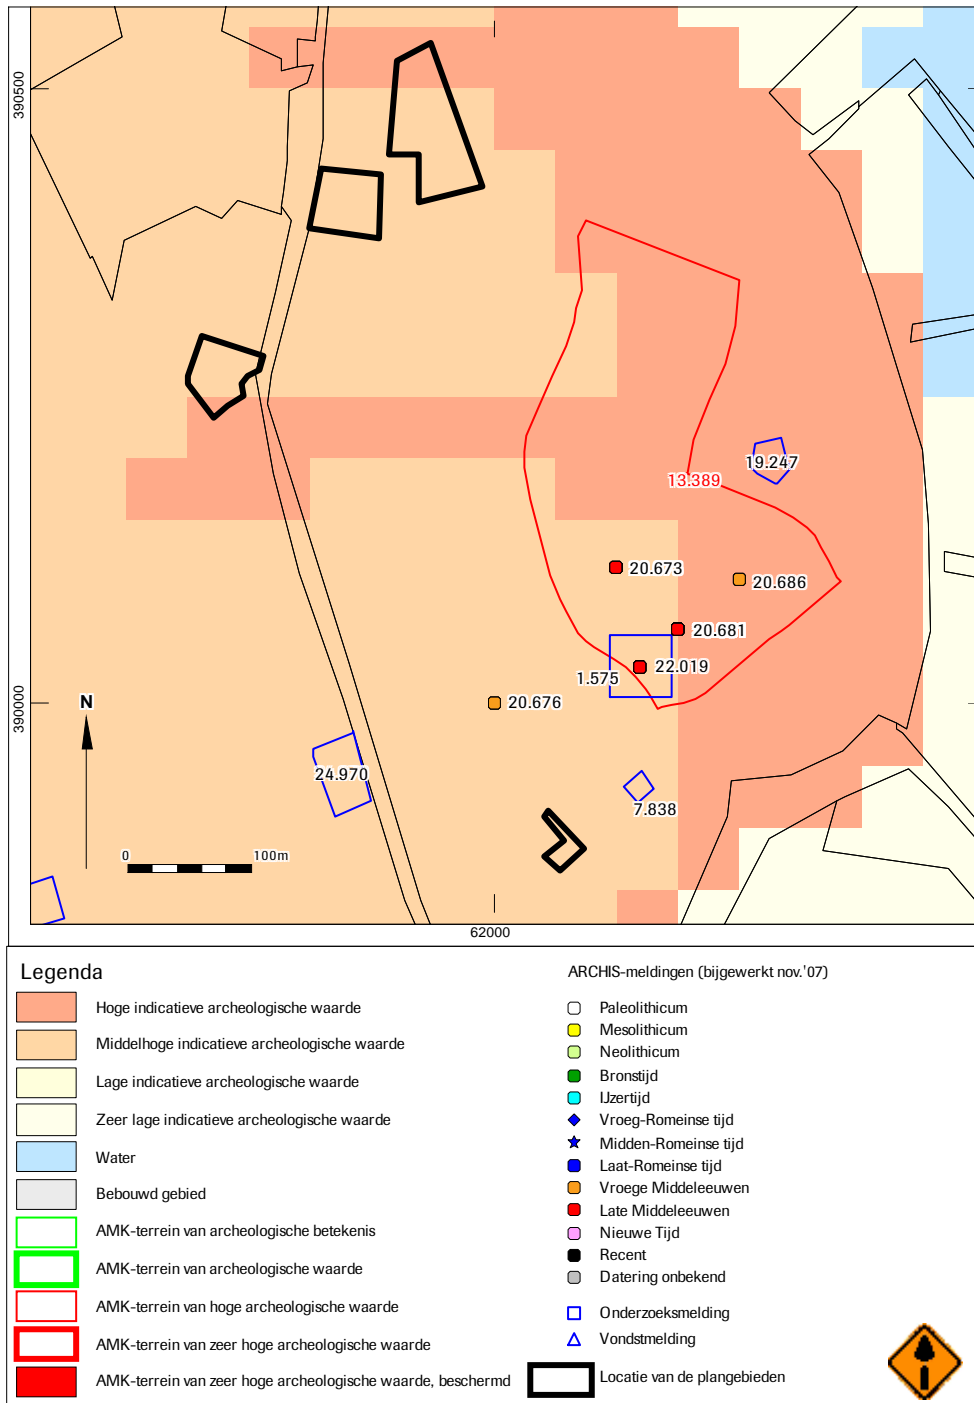 390500
19.247
13.389
20.673
20.686
20.681
22.019
1.575
20.676
390000
N
24.970
7.838
0 100m
62000
Legenda
Hoge indicatieve archeologische waarde
Middelhoge indicatieve archeologische waarde
Lage indicatieve archeologische waarde
Zeer lage indicatieve archeologische waarde
Water
Bebouwd gebied
AMK-terrein van archeologische betekenis
AMK-terrein van archeologische waarde
AMK-terrein van hoge archeologische waarde
AMK-terrein van zeer hoge archeologische waarde
AMK-terrein van zeer hoge archeologische waarde, beschermd
ARCHIS-meldingen (bijgewerkt nov.'07)
Paleolithicum
Mesolithicum
Neolithicum
Bronstijd
IJzertijd
Vroeg-Romeinse tijd
Midden-Romeinse tijd
Laat-Romeinse tijd
Vroege Middeleeuwen
Late Middeleeuwen
Nieuwe Tijd
Recent
Datering onbekend
Onderzoeksmelding
Vondstmelding
Locatie van de plangebieden